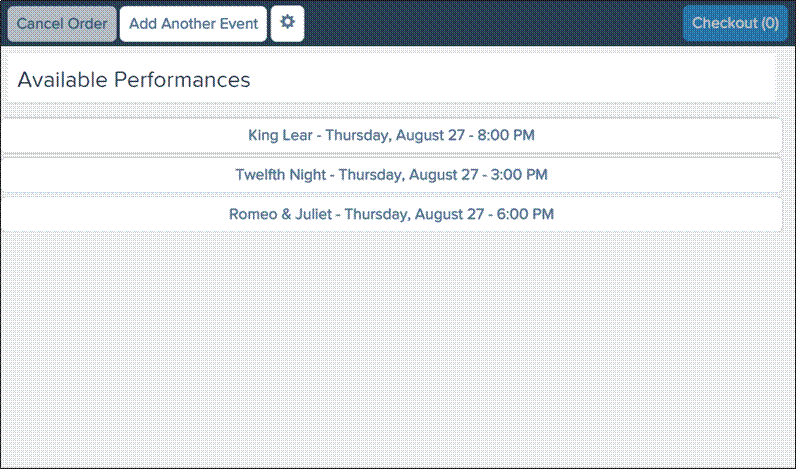 Cancel Order Add Another Event Checkout (0)
Available Performances
King Lear - Thursday, August 27 - 8:00 PM
Twelfth Night - Thursday, August 27 - 3:00 PM
Romeo & Juliet - Thursday, August 27 - 6:00 PM